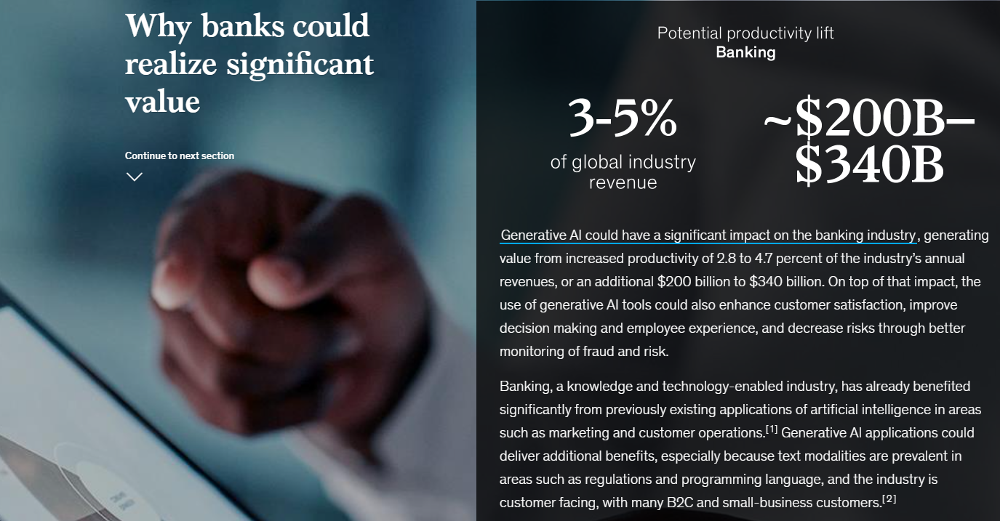 Why banks could
realize significant
value
Continue to next section
Potential productivity lift
Banking
3-5%
of global industry
revenue
~$200B–
$340B
Generative AI could have a significant impact on the banking industry, generating
value from increased productivity of 2.8 to 4.7 percent of the industry’s annual
revenues, or an additional $200 billion to $340 billion. On top of that impact, the
use of generative AI tools could also enhance customer satisfaction, improve
decision making and employee experience, and decrease risks through better
monitoring of fraud and risk.
Banking, a knowledge and technology-enabled industry, has already benefited
significantly from previously existing applications of artificial intelligence in areas
such as marketing and customer operations.[1] Generative AI applications could
deliver additional benefits, especially because text modalities are prevalent in
areas such as regulations and programming language, and the industry is
customer facing, with many B2C and small-business customers.[2]